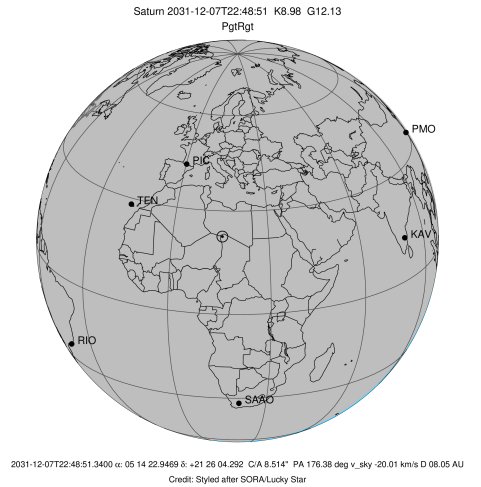 Saturn 2031-12-07T22:48:51  K8.98  G12.13
PgtRgt
PMO
PIC
TEN
KAV
RIO
SAAO
2031-12-07T22:48:51.3400 α: 05 14 22.9469 δ: +21 26 04.292  C/A 8.514"  PA 176.38 deg v_sky -20.01 km/s D 08.05 AU
Credit: Styled after SORA/Lucky Star